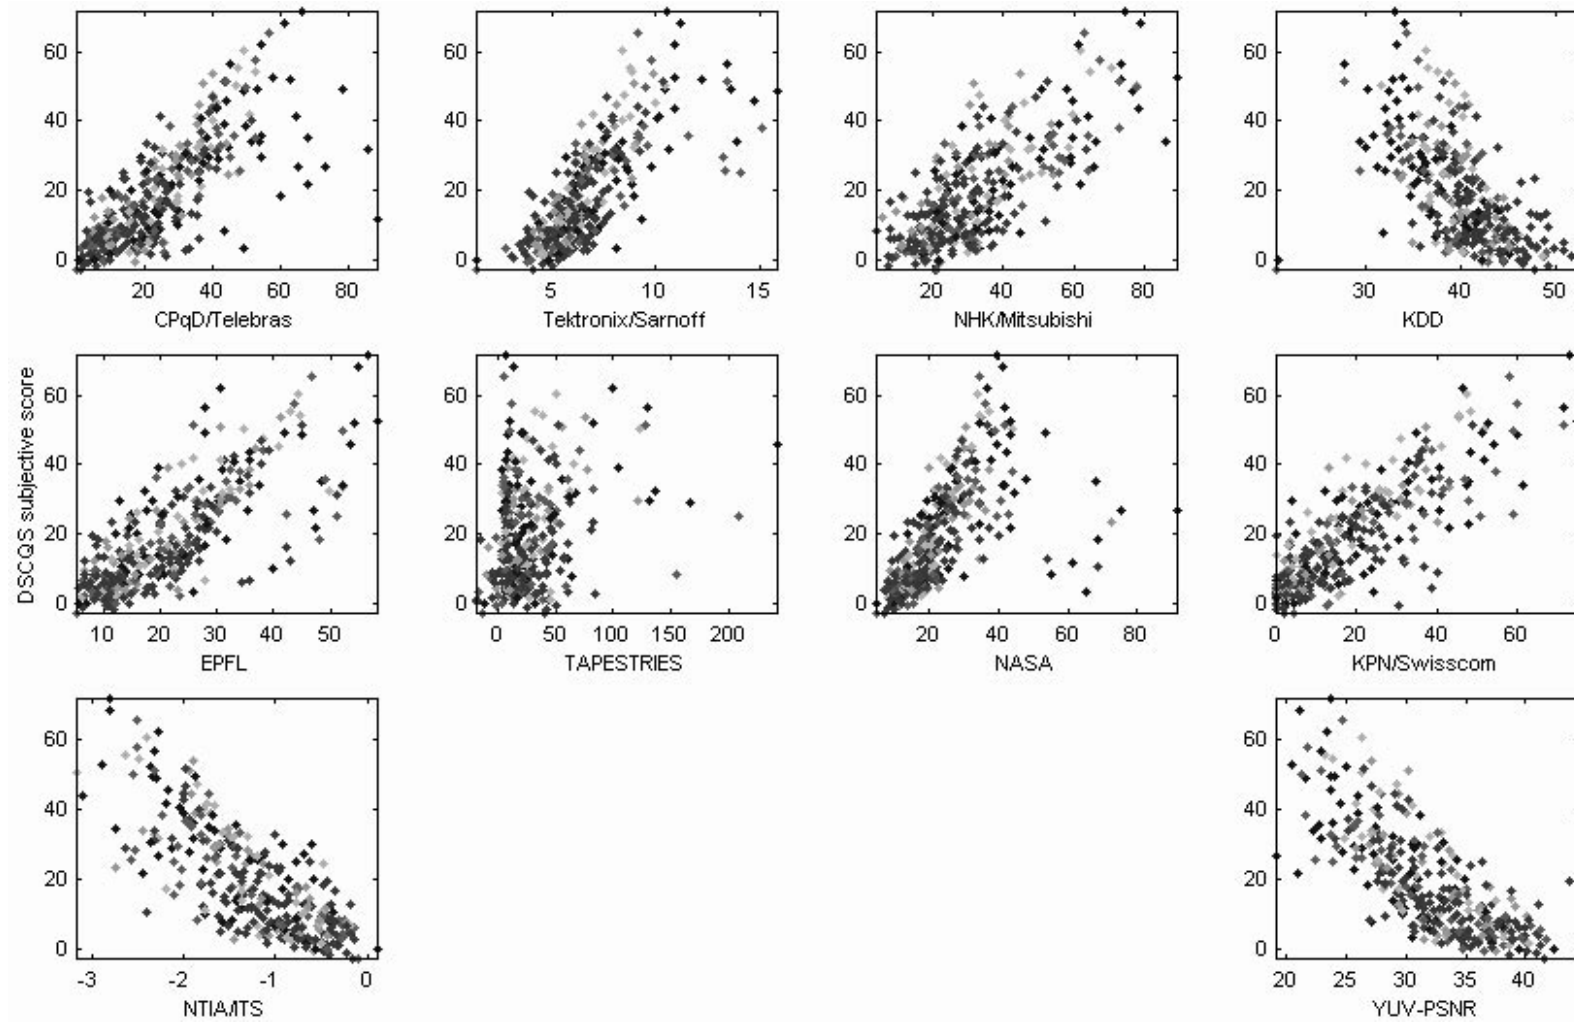 60
40
20
0
20 40 60 80
CPqD/Telebras
60
40
20
0
5 10 15
Tektronix/Sarnoff
60
40
20
0
20 40 60 80
NHK/Mitsubishi
60
40
20
0
30 40 50
KDD
DSCQS subjective score
60
40
20
0
10 20 30 40 50
EPFL
60
40
20
0
0 50 100 150 200
TAPESTRIES
60
40
20
0
20 40 60 80
NASA
60
40
20
0
0 20 40 60
KPN/Swisscom
60
40
20
0
-3 -2 -1 0
NTIA/ITS
60
40
20
0
20 25 30 35 40
YUV-PSNR